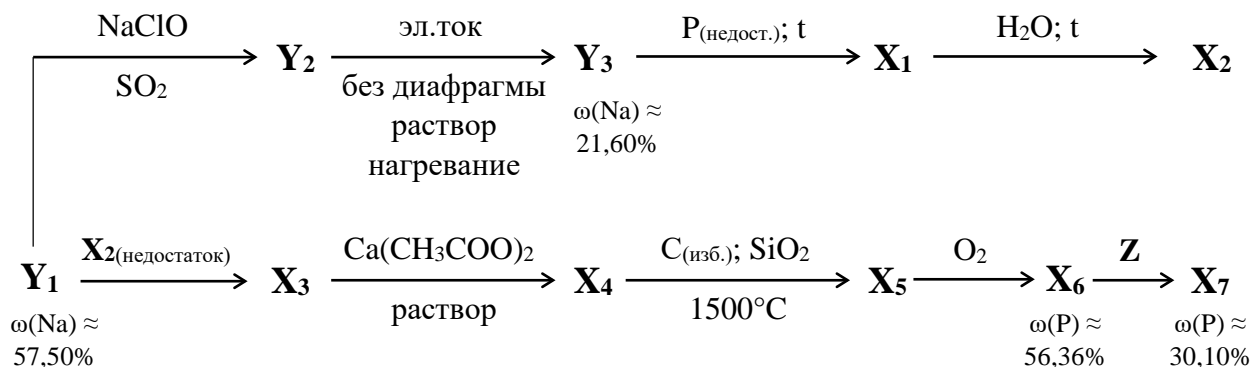 NaClO эл.ток P(недост.); t H₂O; t
Y₂ Y₃ X₁ X₂
SO₂ без диафрагмы
раствор ω(Na) ≈
нагревание 21,60%
X₂(недостаток) Ca(CH₃COO)₂ C(изб.); SiO₂ O₂ Z
Y₁ X₃ X₄ X₅ X₆ X₇
раствор 1500°C
ω(Na) ≈ ω(P) ≈ ω(P) ≈
57,50% 56,36% 30,10%